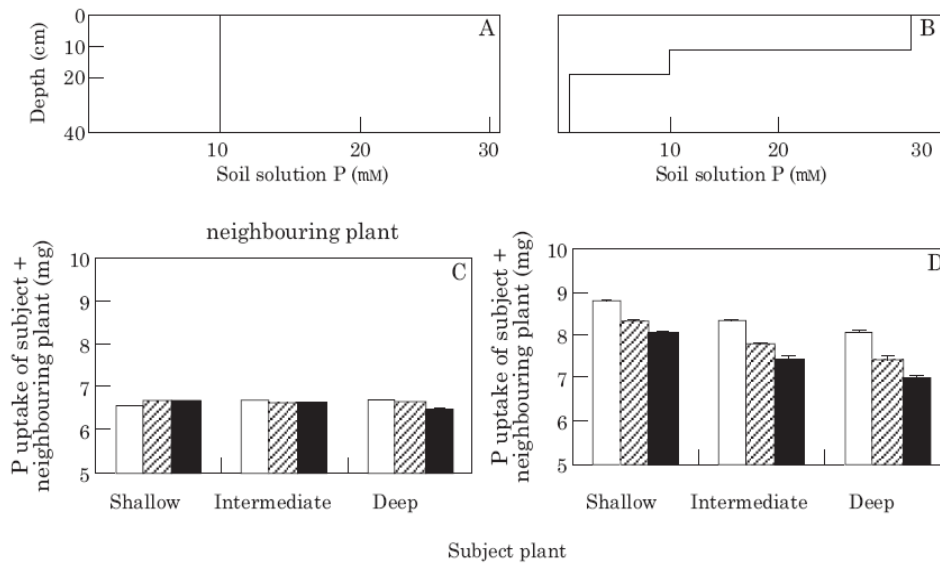 A
B
Depth (cm)
0
10
20
40
10
20
30
Soil solution P (mM)
10
20
30
Soil solution P (mM)
neighbouring plant
C
D
P uptake of subject +
neighbouring plant (mg)
10
9
8
7
6
5
Shallow
Intermediate
Deep
P uptake of subject +
neighbouring plant (mg)
10
9
8
7
6
5
Shallow
Intermediate
Deep
Subject plant